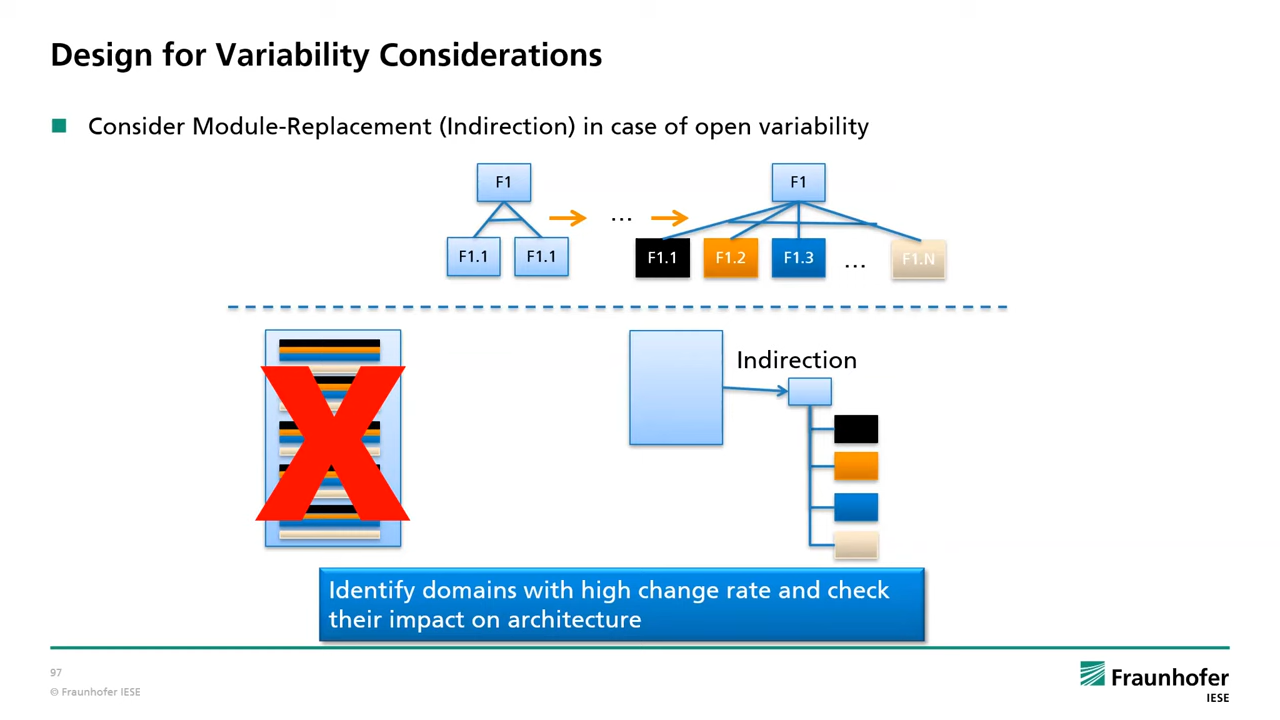 Design for Variability Considerations
Consider Module-Replacement (Indirection) in case of open variability
F1
F1
...
F1.1
F1.1
F1.1
F1.2
F1.3
...
F1.N
X
Indirection
Identify domains with high change rate and check
their impact on architecture
97
© Fraunhofer IESE
Fraunhofer
IESE